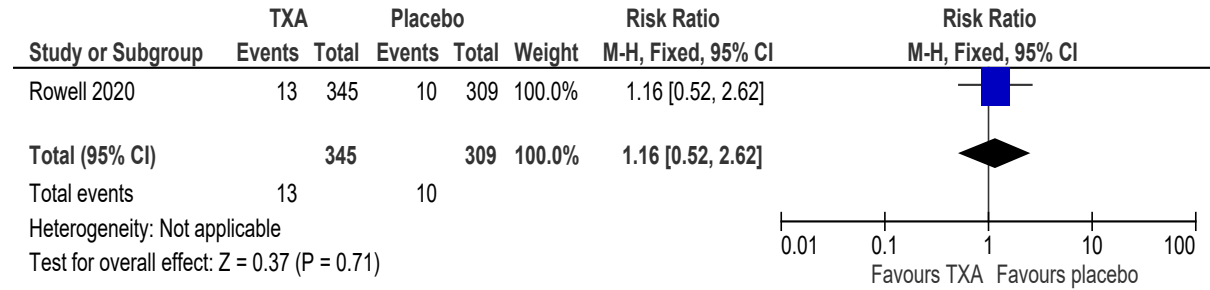 TXA Placebo Risk Ratio Risk Ratio
Study or Subgroup Events Total Events Total Weight M-H, Fixed, 95% CI M-H, Fixed, 95% CI
Rowell 2020 13 345 10 309 100.0% 1.16 [0.52, 2.62]
Total (95% CI) 345 309 100.0% 1.16 [0.52, 2.62]
Total events 13 10
Heterogeneity: Not applicable
Test for overall effect: Z = 0.37 (P = 0.71)
0.01 0.1 1 10 100
Favours TXA Favours placebo